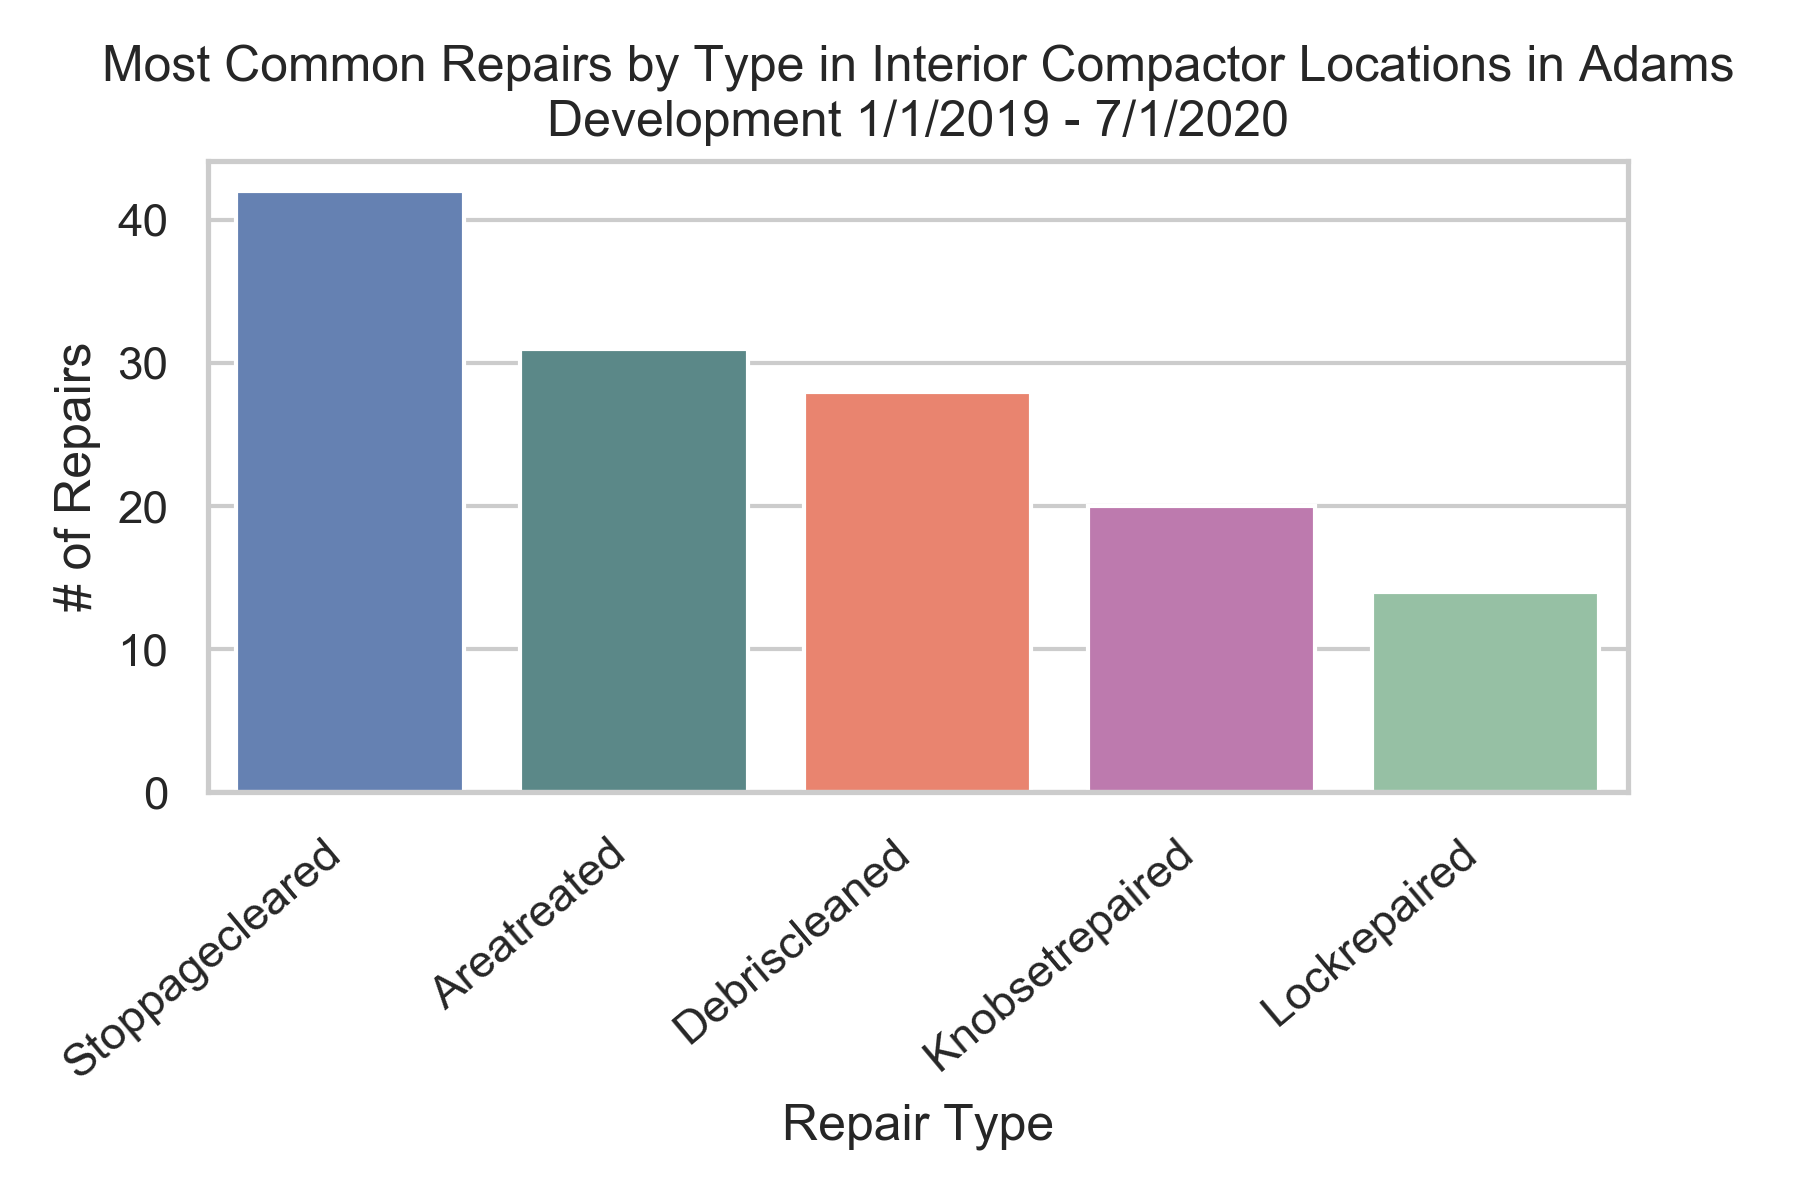 Most Common Repairs by Type in Interior Compactor Locations in Adams
Development 1/1/2019 - 7/1/2020
# of Repairs
40
30
20
10
0
Stoppagecleared
Areatreated
Debriscleaned
Knobsetrepaired
Lockrepaired
Repair Type